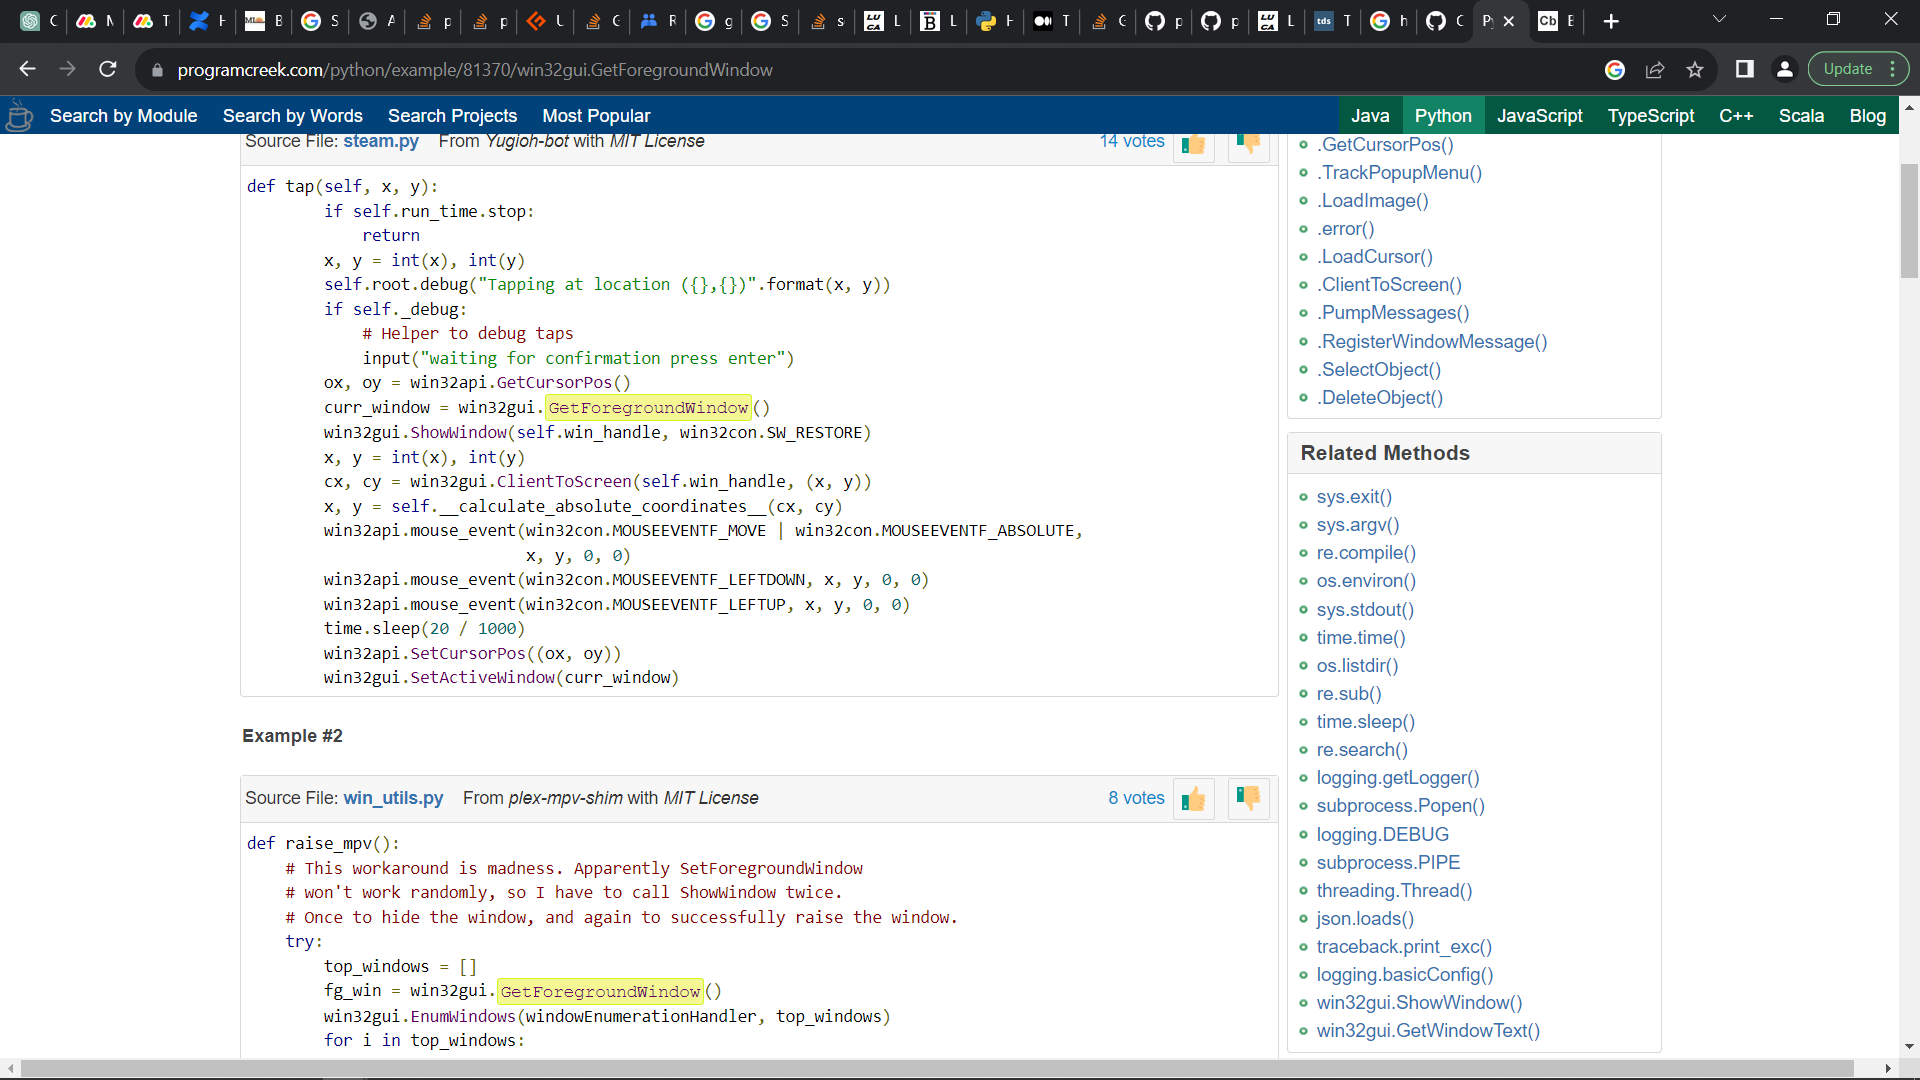 programcreek.com/python/example/81370/win32gui.GetForegroundWindow
Update
Search by Module Search by Words Search Projects Most Popular Java Python JavaScript TypeScript C++ Scala Blog
Source File: steam.py From Yugioh-bot with MIT License 14 votes
def tap(self, x, y):
if self.run_time.stop:
return
x, y = int(x), int(y)
self.root.debug("Tapping at location ({},{})".format(x, y))
if self._debug:
# Helper to debug taps
input("waiting for confirmation press enter")
ox, oy = win32api.GetCursorPos()
curr_window = win32gui.GetForegroundWindow()
win32gui.ShowWindow(self.win_handle, win32con.SW_RESTORE)
x, y = int(x), int(y)
cx, cy = win32gui.ClientToScreen(self.win_handle, (x, y))
x, y = self.__calculate_absolute_coordinates__(cx, cy)
win32api.mouse_event(win32con.MOUSEEVENTF_MOVE | win32con.MOUSEEVENTF_ABSOLUTE,
x, y, 0, 0)
win32api.mouse_event(win32con.MOUSEEVENTF_LEFTDOWN, x, y, 0, 0)
win32api.mouse_event(win32con.MOUSEEVENTF_LEFTUP, x, y, 0, 0)
time.sleep(20 / 1000)
win32api.SetCursorPos((ox, oy))
win32gui.SetActiveWindow(curr_window)
Example #2
Source File: win_utils.py From plex-mpv-shim with MIT License 8 votes
def raise_mpv():
# This workaround is madness. Apparently SetForegroundWindow
# won't work randomly, so I have to call ShowWindow twice.
# Once to hide the window, and again to successfully raise the window.
try:
top_windows = []
fg_win = win32gui.GetForegroundWindow()
win32gui.EnumWindows(windowEnumerationHandler, top_windows)
for i in top_windows:
.GetCursorPos()
.TrackPopupMenu()
.LoadImage()
.error()
.LoadCursor()
.ClientToScreen()
.PumpMessages()
.RegisterWindowMessage()
.SelectObject()
.DeleteObject()
Related Methods
sys.exit()
sys.argv()
re.compile()
os.environ()
sys.stdout()
time.time()
os.listdir()
re.sub()
time.sleep()
re.search()
logging.getLogger()
subprocess.Popen()
logging.DEBUG
subprocess.PIPE
threading.Thread()
json.loads()
traceback.print_exc()
logging.basicConfig()
win32gui.ShowWindow()
win32gui.GetWindowText()